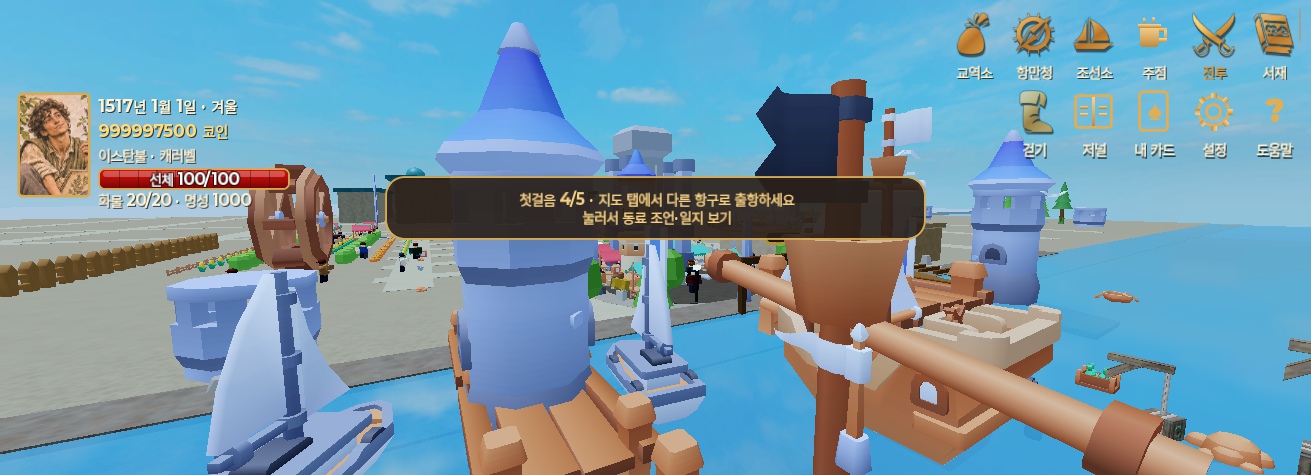 교역소 항만청 조선소 주점 전투 서재
걷기 저널 내 카드 설정 도움말
1517년 1월 1일 · 겨울
999997500 코인
이스탄불 · 캐러벨
선체 100/100
화물 20/20 · 명성 1000
첫걸음 4/5 · 지도 탭에서 다른 항구로 출항하세요
눌러서 동료 조언·일지 보기